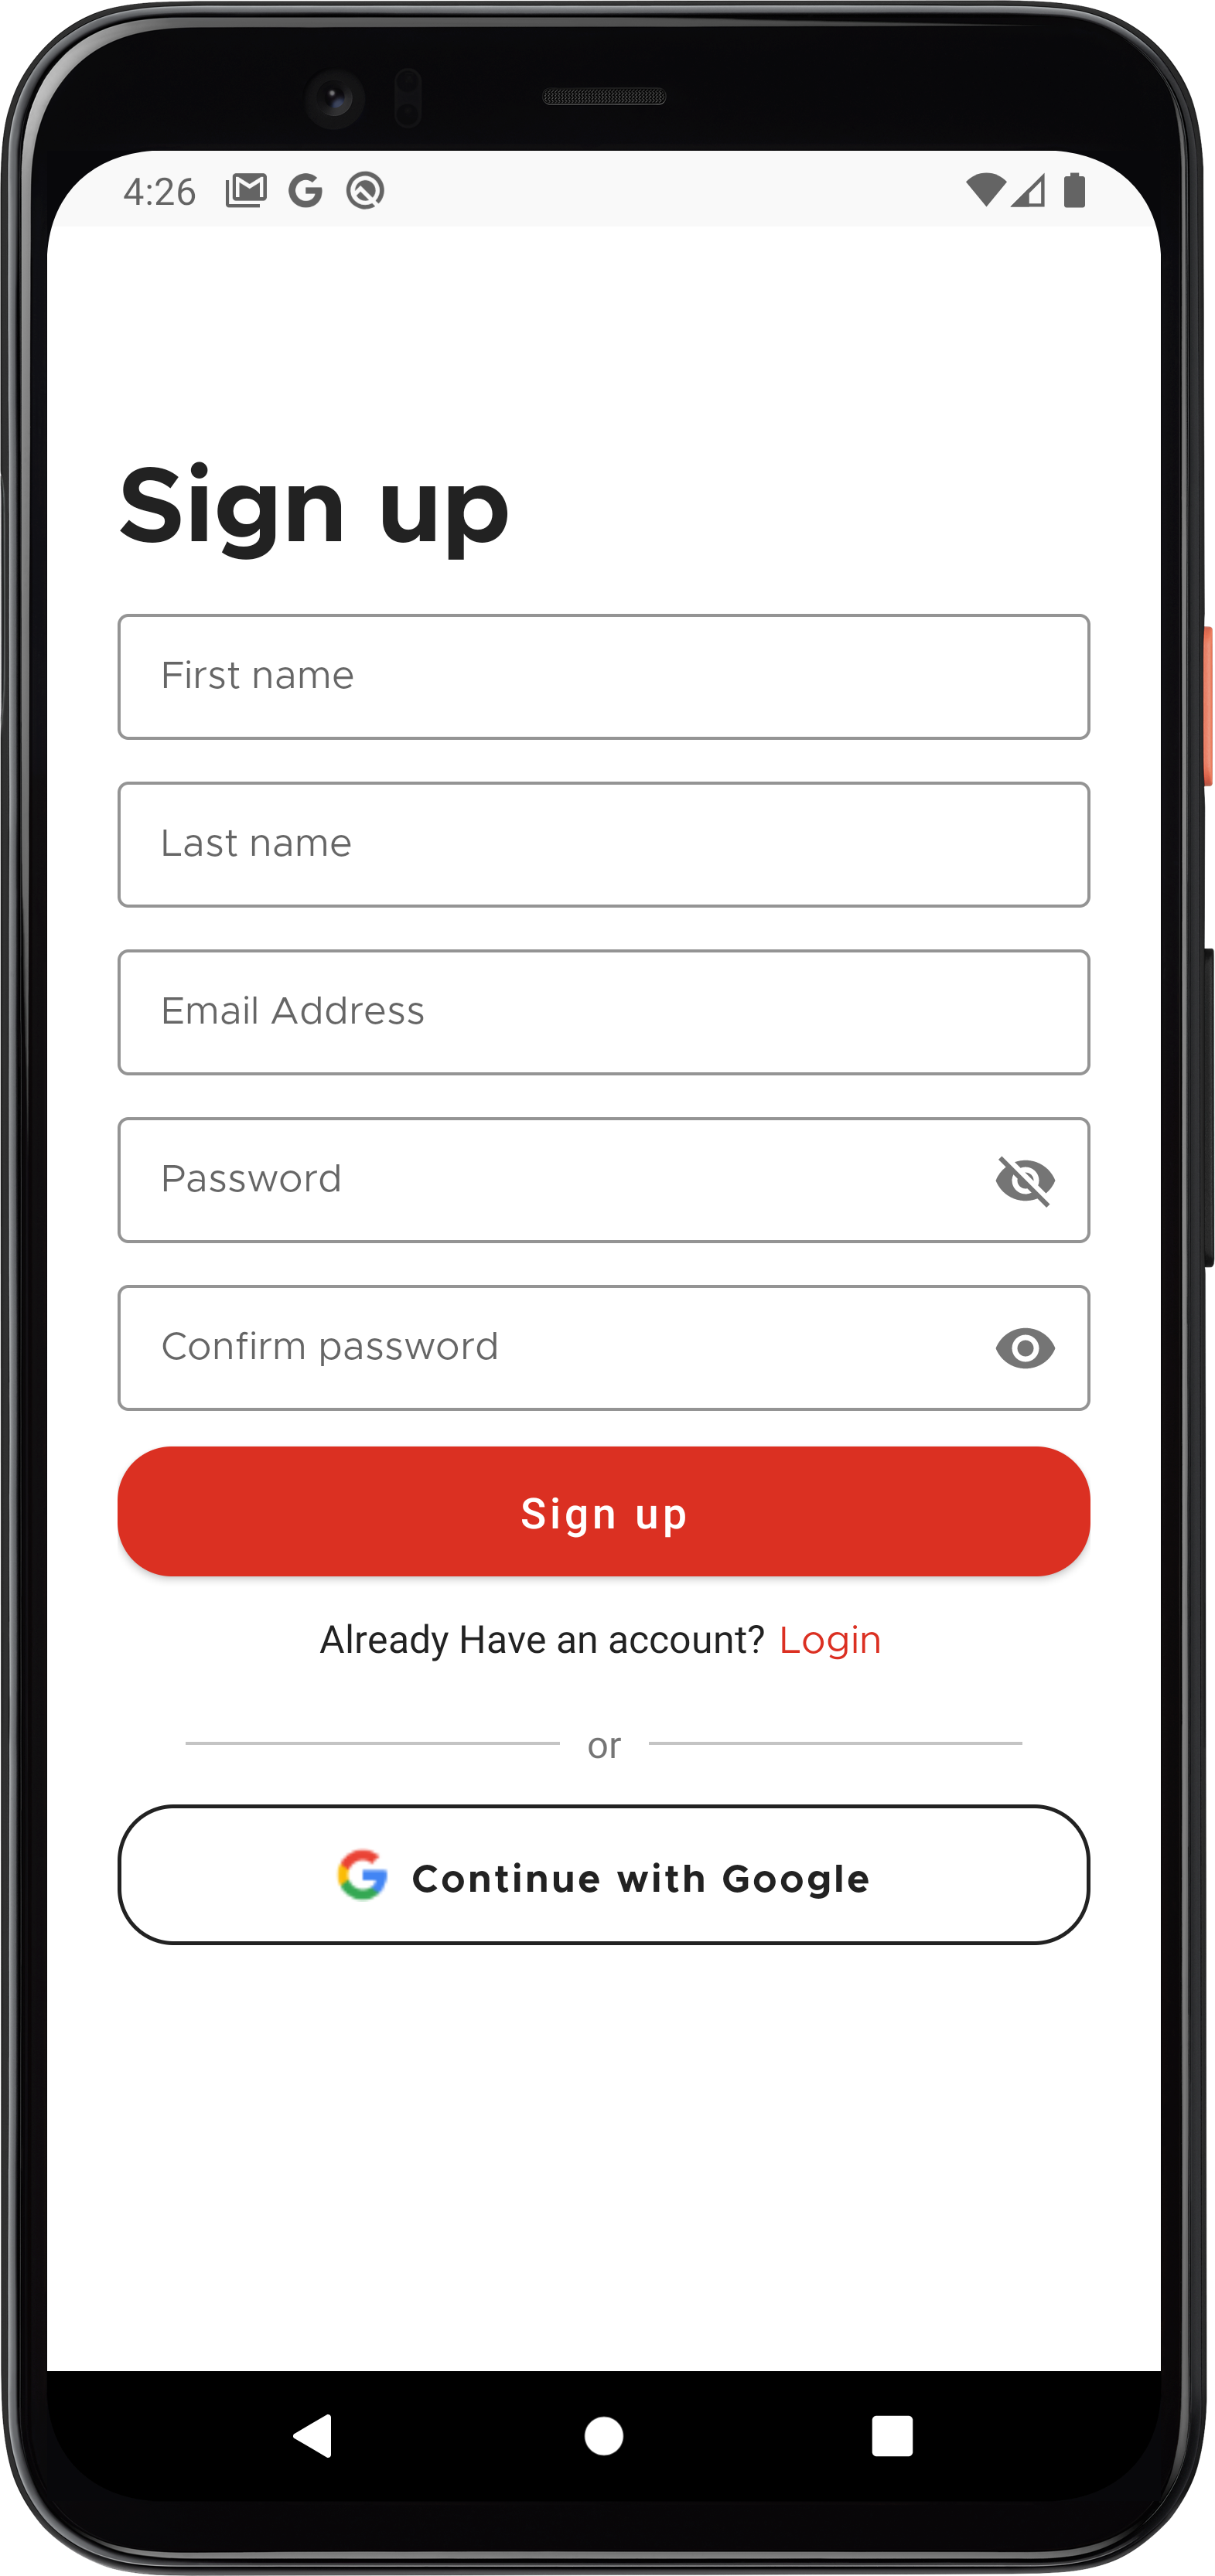 4:26
Sign up
First name
Last name
Email Address
Password
Confirm password
Sign up
Already Have an account? Login
or
Continue with Google